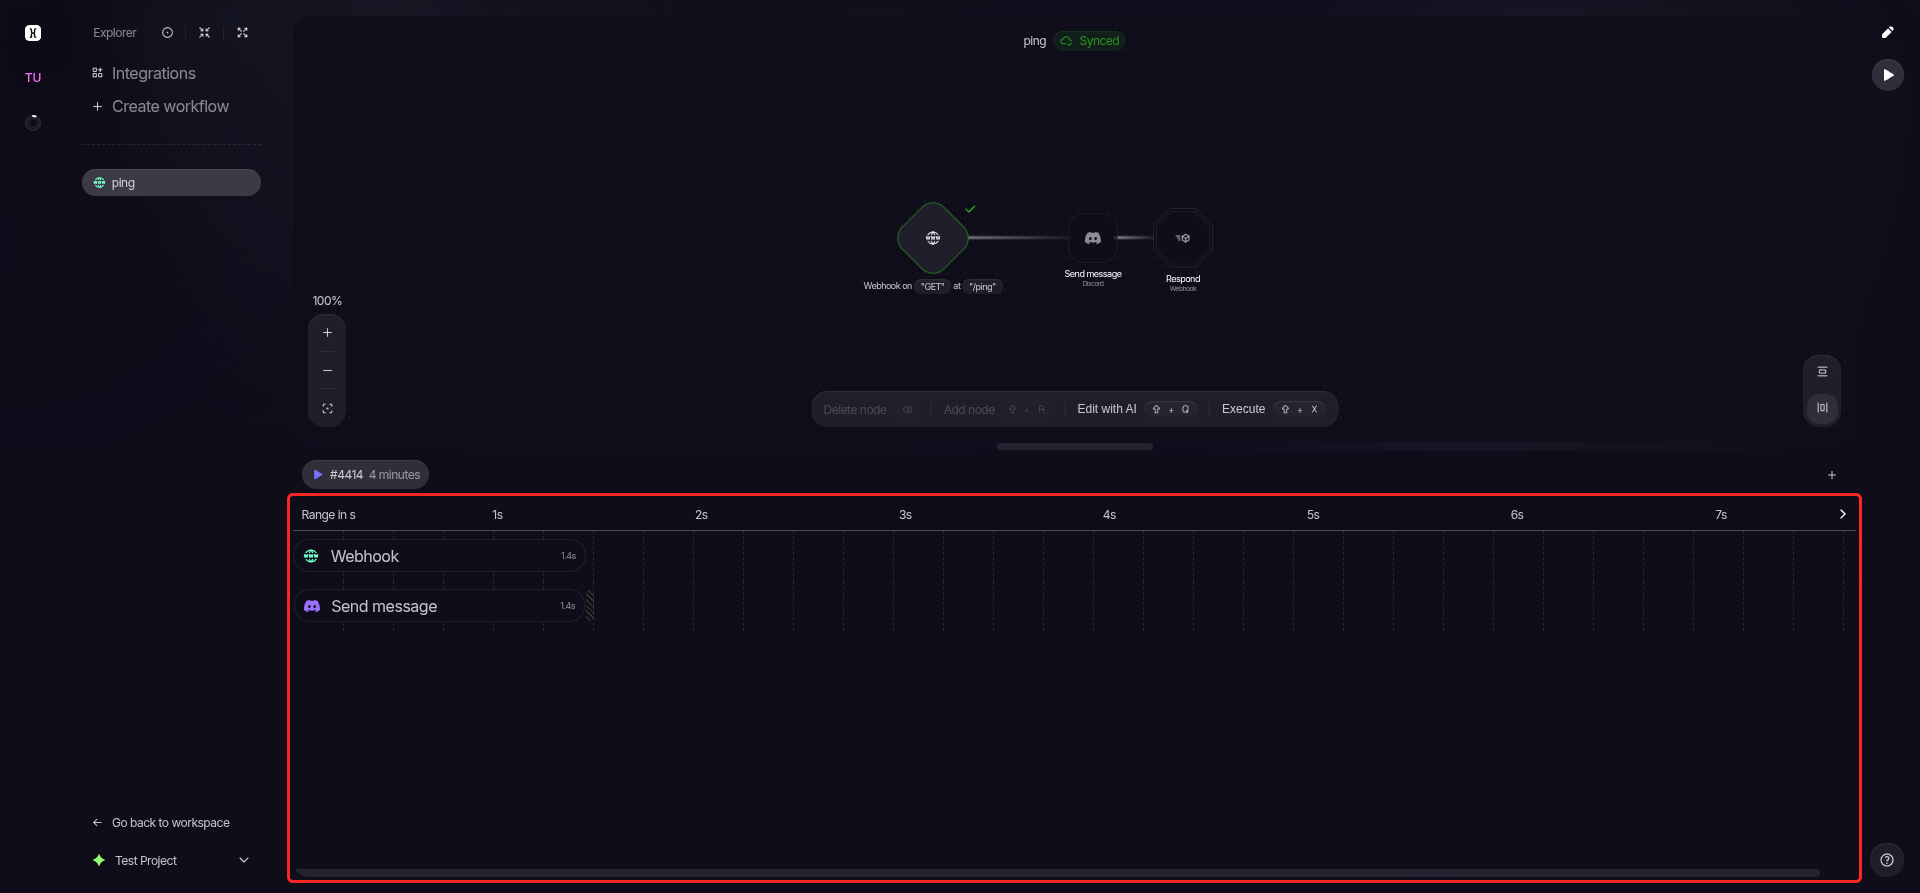 Explorer
TU
Integrations
Create workflow
ping
Go back to workspace
Test Project
ping Synced
Webhook on "GET" at "/ping"
Send message
Discord
Respond
Webhook
100%
Delete node Add node ⇧ + A Edit with AI ⇧ + Q Execute ⇧ + X
#4414 4 minutes
Range in s 1s 2s 3s 4s 5s 6s 7s
Webhook 1.4s
Send message 1.4s